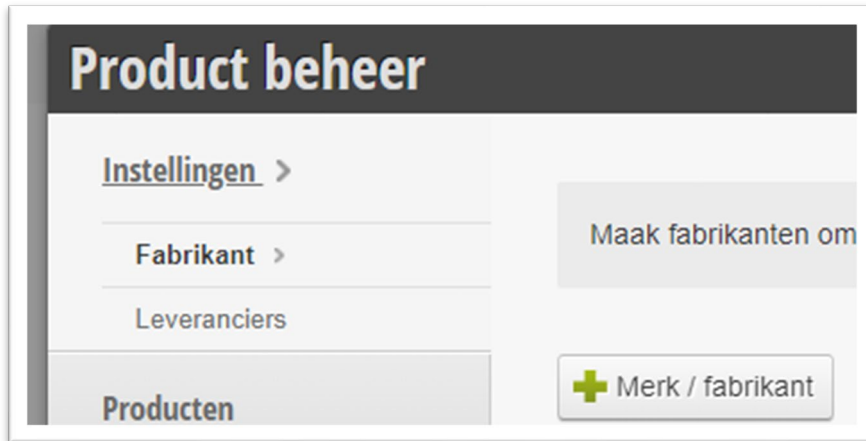 Product beheer
Instellingen >
Fabrikant >
Leveranciers
Producten
Maak fabrikanten om
Merk / fabrikant